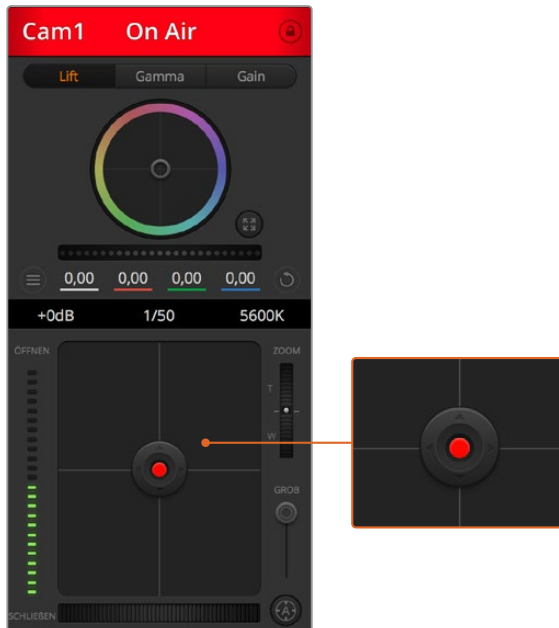 Cam1 On Air
Lift Gamma Gain
0,00 0,00 0,00 0,00
+0dB 1/50 5600K
ÖFFNEN ZOOM
T
W
GROB
SCHLIEßEN A